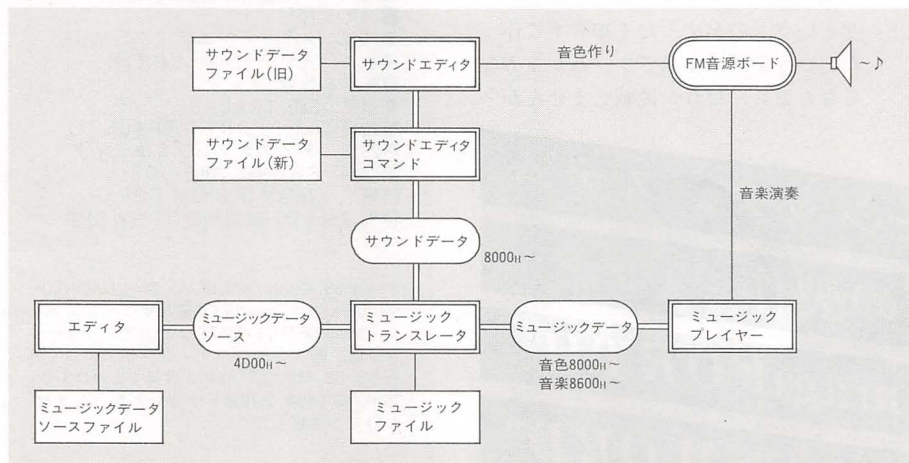 サウンドデータ
ファイル(旧)
サウンドエディタ
音色作り
FM音源ボード
〜♪
サウンドデータ
ファイル(新)
サウンドエディタ
コマンド
音楽演奏
サウンドデータ
8000H〜
エディタ
ミュージックデータ
ソース
4D00H〜
ミュージック
トランスレータ
ミュージックデータ
音色8000H〜
音楽8600H〜
ミュージック
プレイヤー
ミュージックデータ
ソースファイル
ミュージック
ファイル